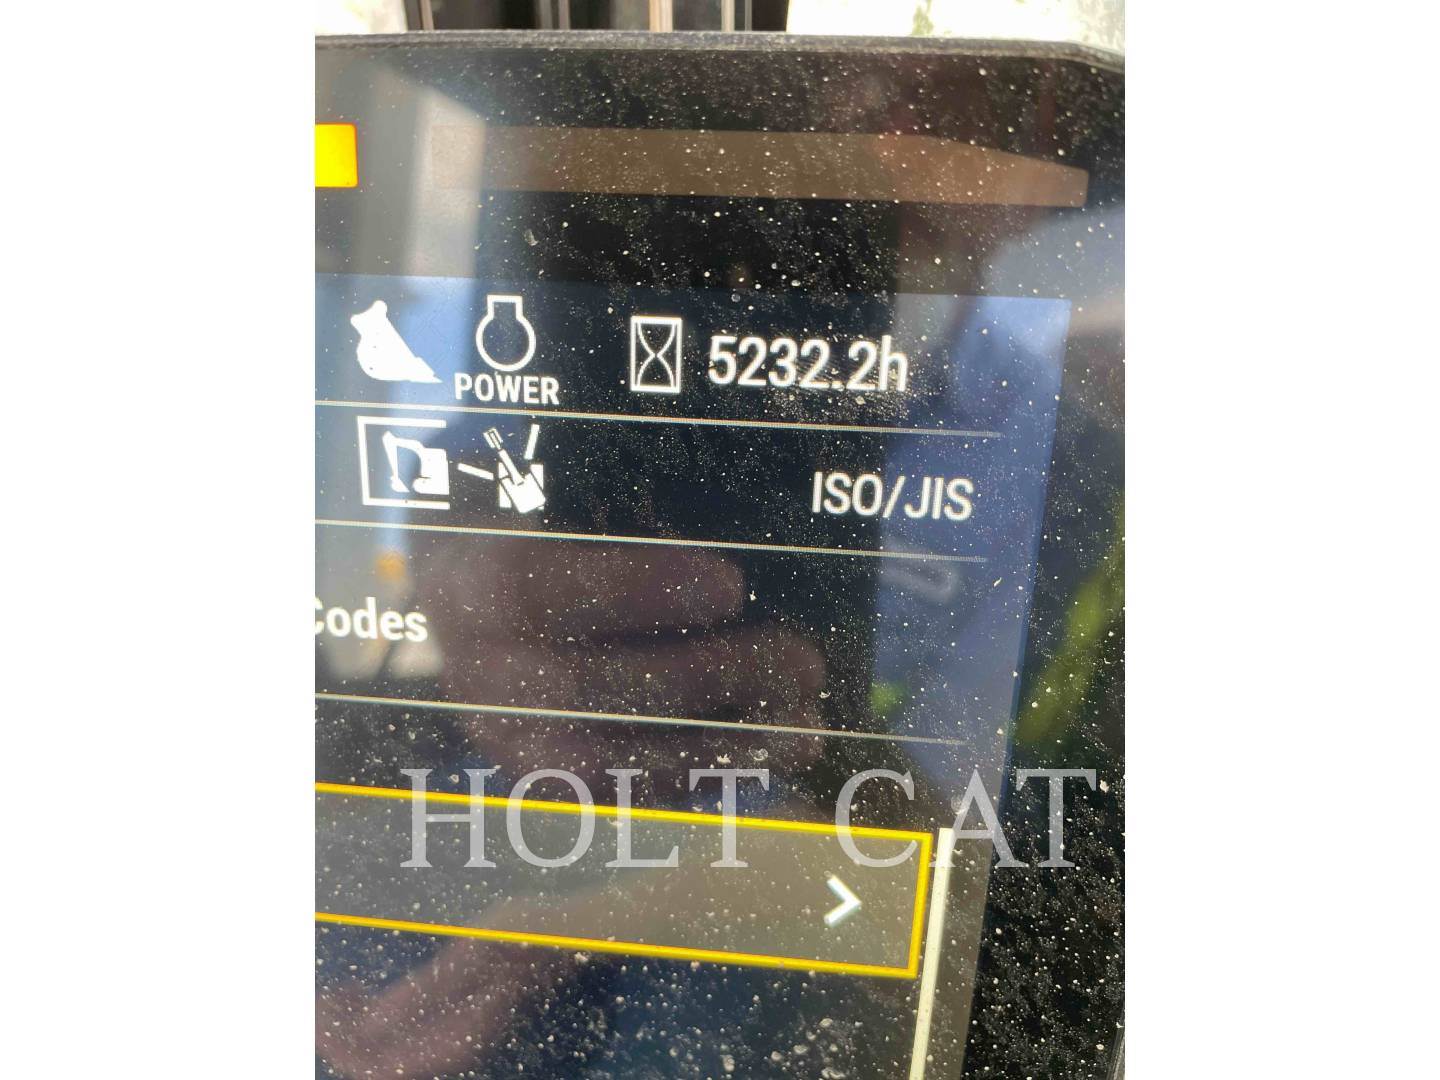 5232.2h
POWER
ISO/JIS
Codes
HOLT CAT